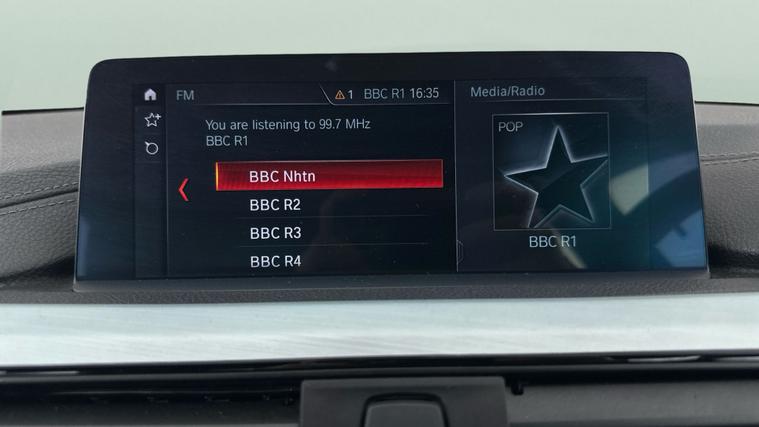 FM
1 BBC R1 16:35
You are listening to 99.7 MHz
BBC R1
BBC Nhtn
BBC R2
BBC R3
BBC R4
Media/Radio
POP
BBC R1